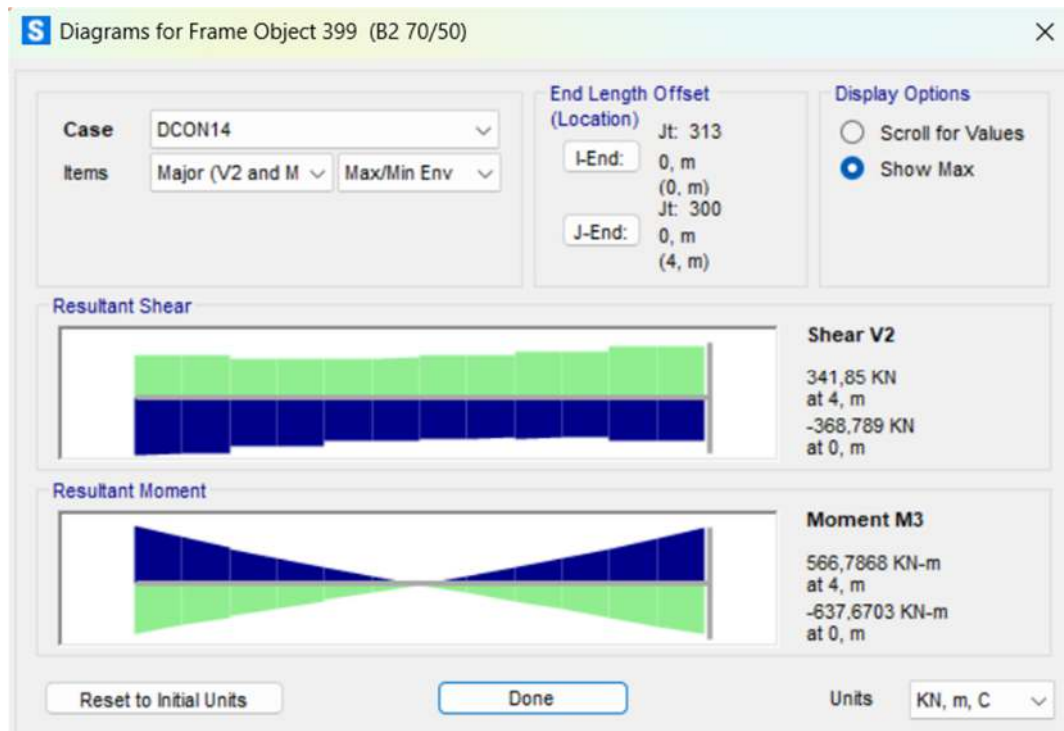 S Diagrams for Frame Object 399 (B2 70/50)
Case DCON14
Items Major (V2 and M Max/Min Env
End Length Offset
(Location)
I-End:
Jt: 313
0, m
(0, m)
J-End:
Jt: 300
0, m
(4, m)
Display Options
Scroll for Values
Show Max
Resultant Shear
Shear V2
341,85 KN
at 4, m
-368,789 KN
at 0, m
Resultant Moment
Moment M3
566,7868 KN-m
at 4, m
-637,6703 KN-m
at 0, m
Reset to Initial Units
Done
Units KN, m, C